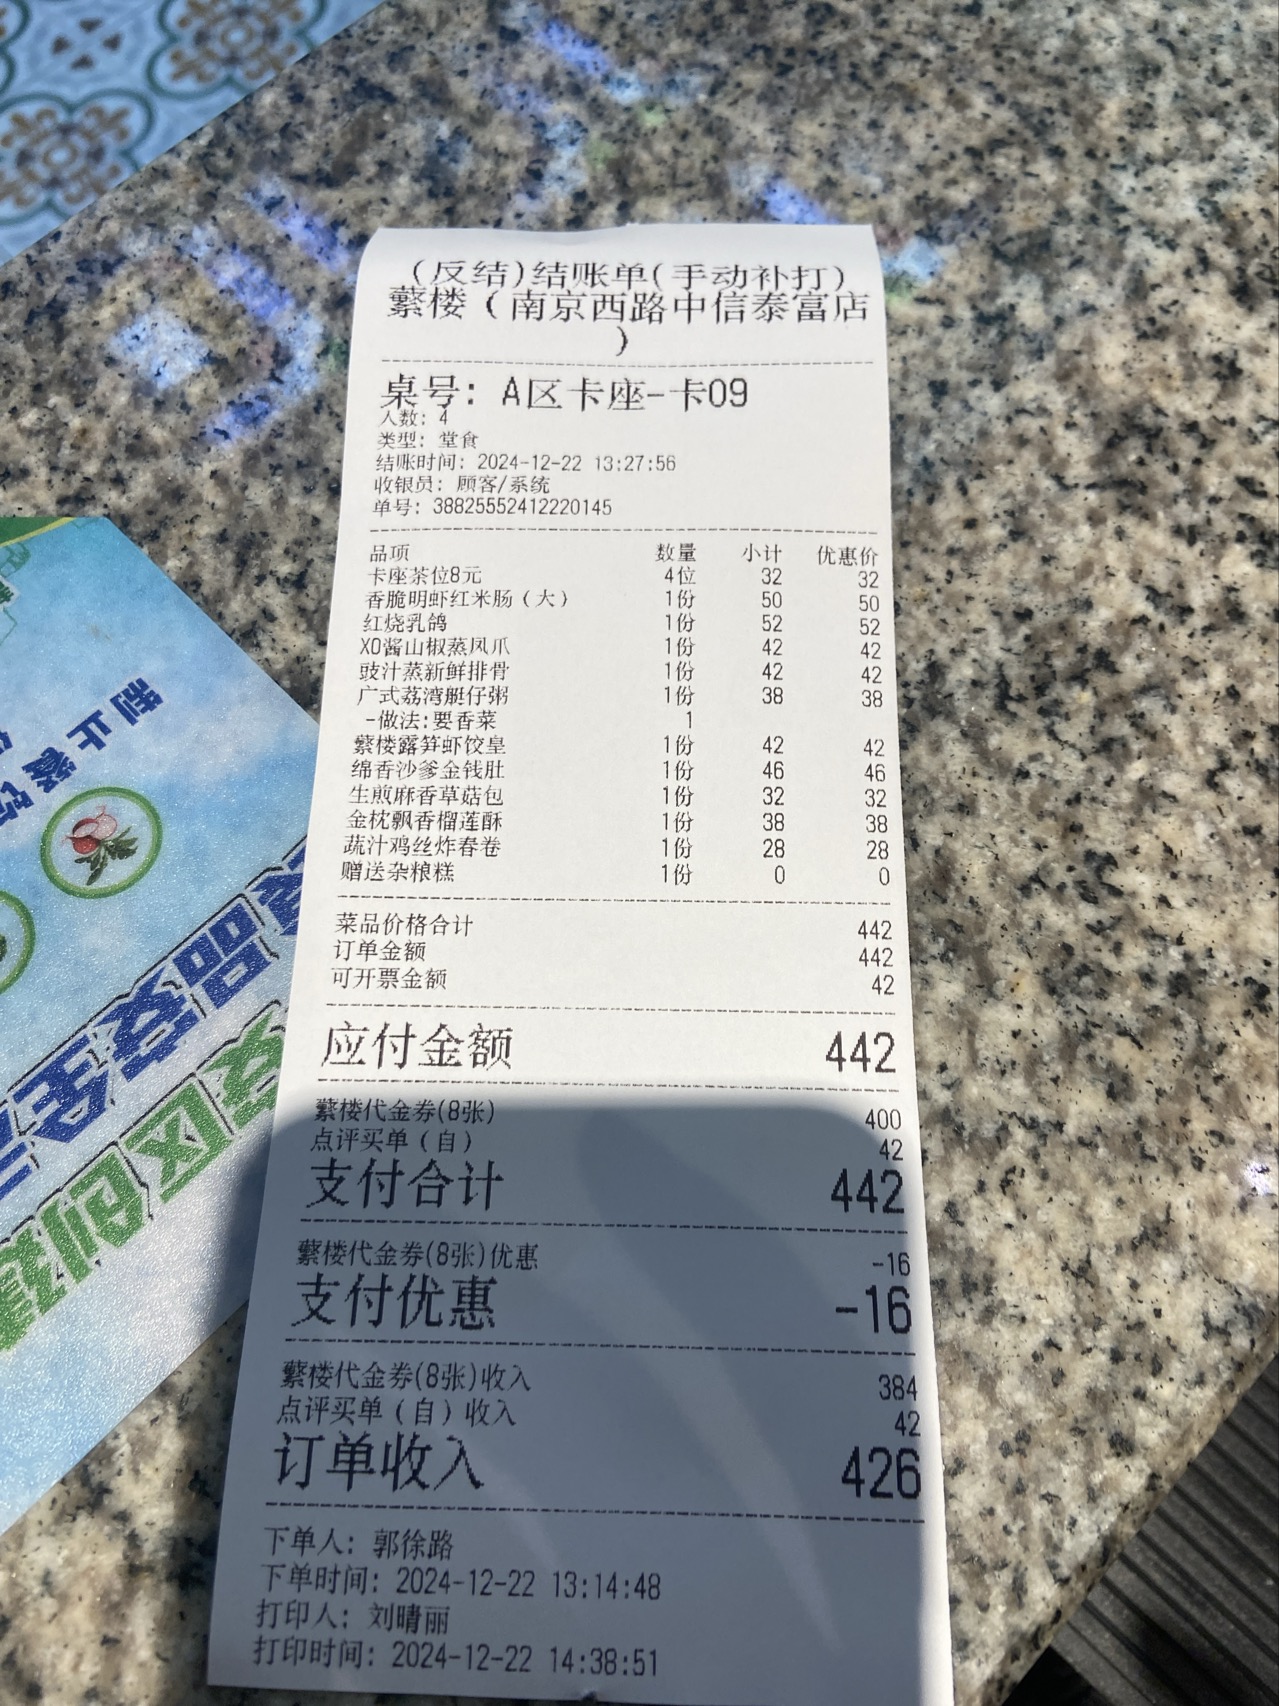 (反结)结账单(手动补打)
蘩楼（南京西路中信泰富店
）
桌号: A区卡座-卡09
人数: 4
类型: 堂食
结账时间: 2024-12-22 13:27:56
收银员: 顾客/系统
单号: 38825552412220145
品项 数量 小计 优惠价
卡座茶位8元 4位 32 32
香脆明虾红米肠（大） 1份 50 50
红烧乳鸽 1份 52 52
XO酱山椒蒸凤爪 1份 42 42
豉汁蒸新鲜排骨 1份 42 42
广式荔湾艇仔粥 1份 38 38
-做法:要香菜 1
蘩楼露笋虾饺皇 1份 42 42
绵香沙爹金钱肚 1份 46 46
生煎麻香草菇包 1份 32 32
金枕飘香榴莲酥 1份 38 38
蔬汁鸡丝炸春卷 1份 28 28
赠送杂粮糕 1份 0 0
菜品价格合计 442
订单金额 442
可开票金额 42
应付金额 442
蘩楼代金券(8张) 400
点评买单（自） 42
支付合计 442
蘩楼代金券(8张)优惠 -16
支付优惠 -16
蘩楼代金券(8张)收入 384
点评买单（自）收入 42
订单收入 426
下单人: 郭徐路
下单时间: 2024-12-22 13:14:48
打印人: 刘晴丽
打印时间: 2024-12-22 14:38:51
品安全
区创